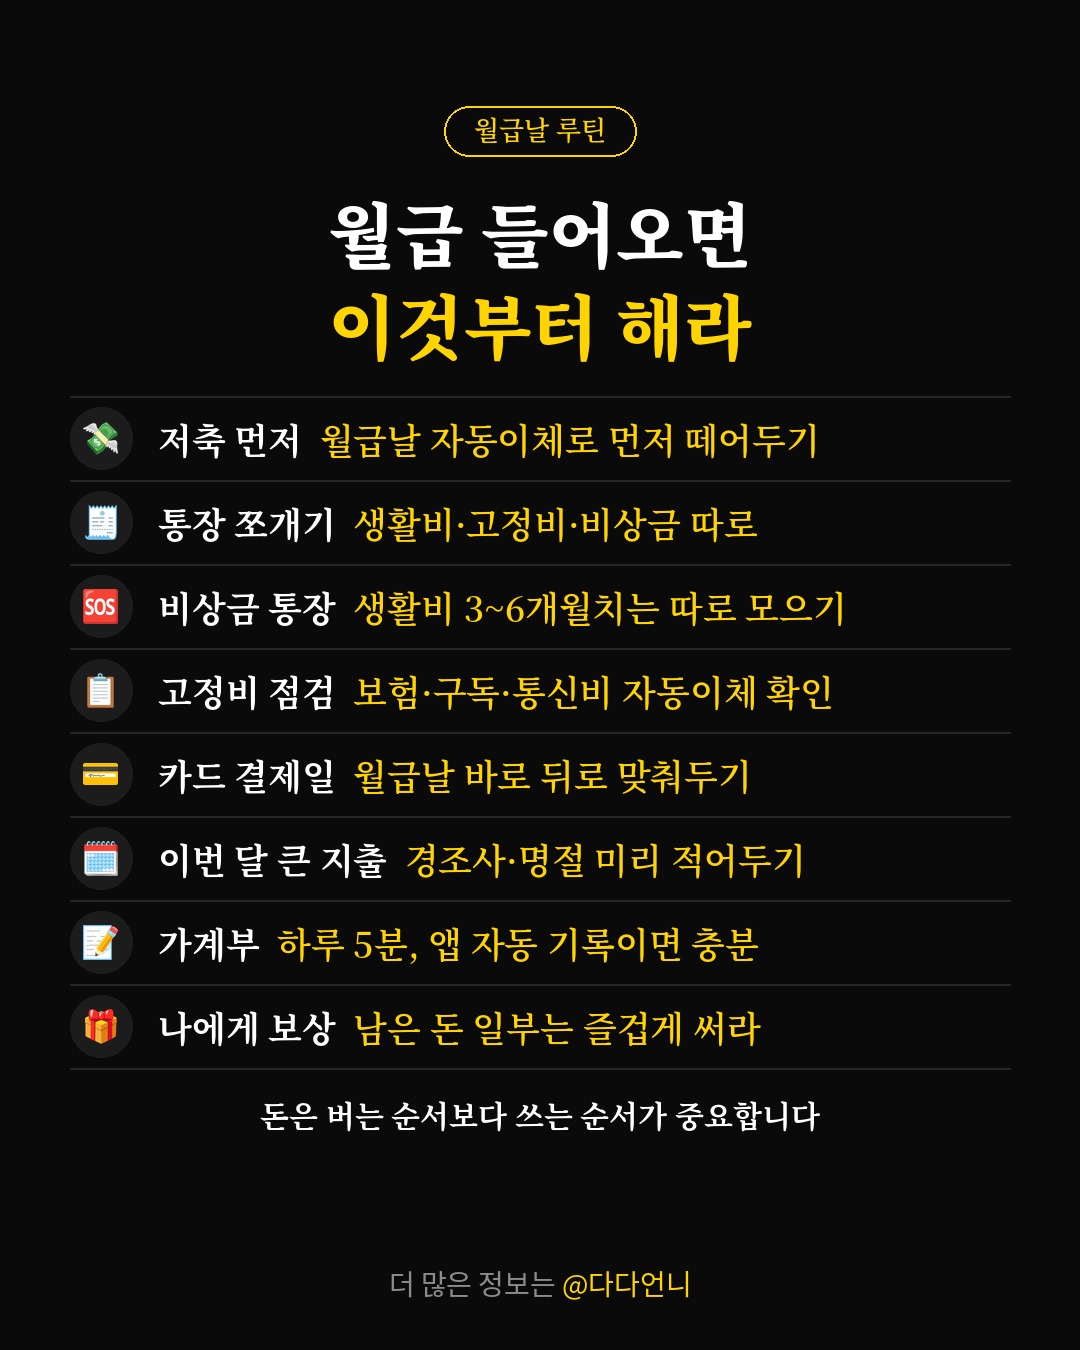 월급날 루틴
월급 들어오면
이것부터 해라
저축 먼저 월급날 자동이체로 먼저 떼어두기
통장 쪼개기 생활비·고정비·비상금 따로
SOS 비상금 통장 생활비 3~6개월치는 따로 모으기
고정비 점검 보험·구독·통신비 자동이체 확인
카드 결제일 월급날 바로 뒤로 맞춰두기
이번 달 큰 지출 경조사·명절 미리 적어두기
가계부 하루 5분, 앱 자동 기록이면 충분
나에게 보상 남은 돈 일부는 즐겁게 써라
돈은 버는 순서보다 쓰는 순서가 중요합니다
더 많은 정보는 @다다언니